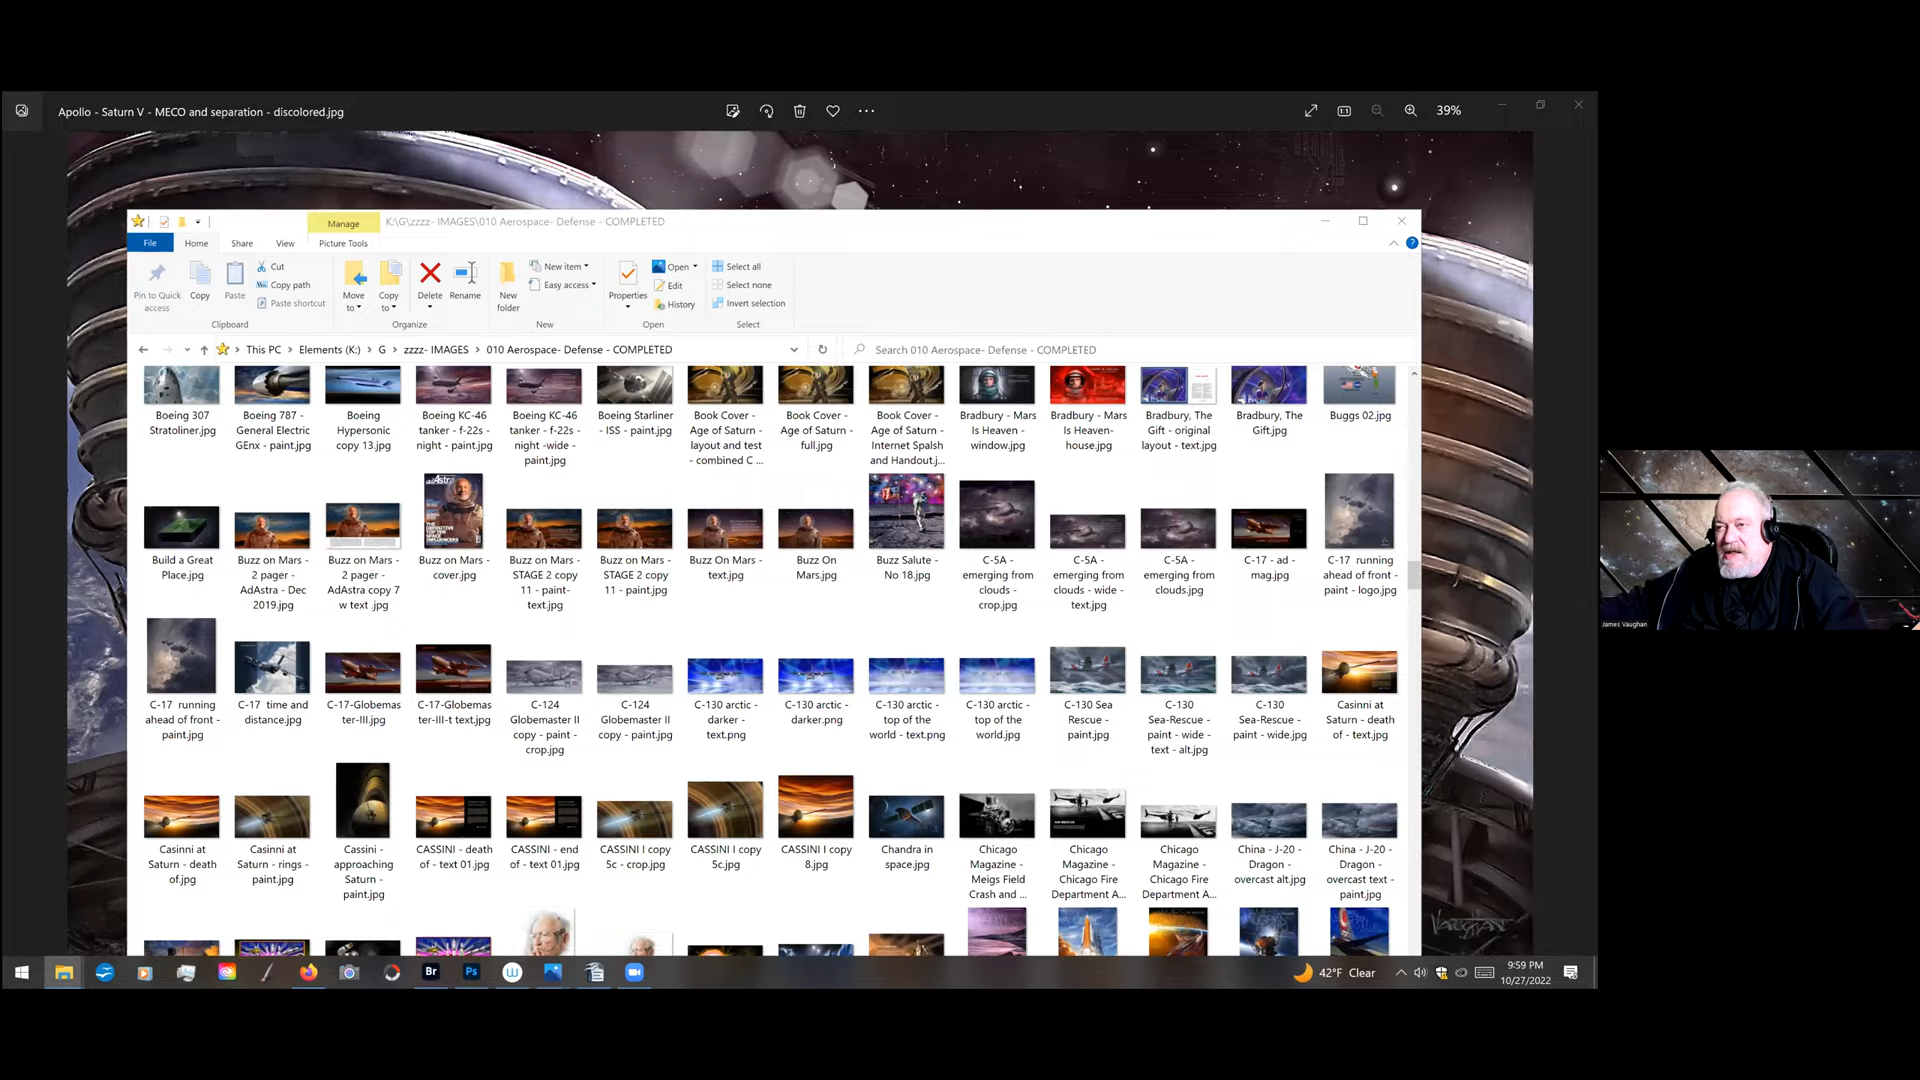 Apollo - Saturn V - MECO and separation - discolored.jpg
39%
Manage
K:\G\zzzz- IMAGES\010 Aerospace- Defense - COMPLETED
File
Home
Share
View
Picture Tools
Pin to Quick
access
Copy
Paste
Cut
Copy path
Paste shortcut
Clipboard
Move
to
Copy
to
Delete
Rename
Organize
New
folder
New item
Easy access
New
Properties
Open
Edit
History
Open
Select all
Select none
Invert selection
Select
This PC
Elements (K:)
G
zzzz- IMAGES
010 Aerospace- Defense - COMPLETED
Search 010 Aerospace- Defense - COMPLETED
Boeing 307
Stratoliner.jpg
Boeing 787 -
General Electric
GEnx - paint.jpg
Boeing
Hypersonic
copy 13.jpg
Boeing KC-46
tanker - f-22s
- night - paint.jpg
Boeing KC-46
tanker - f-22s -
night -wide -
paint.jpg
Boeing Starliner
- ISS - paint.jpg
Book Cover -
Age of Saturn -
layout and test
- combined C ...
Book Cover -
Age of Saturn -
full.jpg
Book Cover -
Age of Saturn -
Internet Spalsh
and Handout.j...
Bradbury - Mars
Is Heaven -
window.jpg
Bradbury - Mars
Is Heaven-
house.jpg
Bradbury, The
Gift - original
layout - text.jpg
Bradbury, The
Gift.jpg
Buggs 02.jpg
Build a Great
Place.jpg
Buzz on Mars -
2 pager -
AdAstra - Dec
2019.jpg
Buzz on Mars -
2 pager -
AdAstra copy 7
w text .jpg
Buzz on Mars -
cover.jpg
Buzz on Mars -
STAGE 2 copy
11 - paint-
text.jpg
Buzz on Mars -
STAGE 2 copy
11 - paint.jpg
Buzz On Mars -
text.jpg
Buzz On
Mars.jpg
Buzz Salute -
No 18.jpg
C-5A -
emerging from
clouds -
crop.jpg
C-5A -
emerging from
clouds - wide -
text.jpg
C-5A -
emerging from
clouds.jpg
C-17 - ad -
mag.jpg
C-17 running
ahead of front -
paint - logo.jpg
C-17 running
ahead of front -
paint.jpg
C-17 time and
distance.jpg
C-17-Globemas
ter-III.jpg
C-17-Globemas
ter-III-t text.jpg
C-124
Globemaster II
copy - paint -
crop.jpg
C-124
Globemaster II
copy - paint.jpg
C-130 arctic -
darker -
text.png
C-130 arctic -
darker.png
C-130 arctic -
top of the
world - text.png
C-130 arctic -
top of the
world.jpg
C-130 Sea
Rescue -
paint.jpg
C-130
Sea-Rescue -
paint - wide -
text - alt.jpg
C-130
Sea-Rescue -
paint - wide.jpg
Casinni at
Saturn - death
of - text.jpg
Casinni at
Saturn - death
of.jpg
Casinni at
Saturn - rings -
paint.jpg
Cassini -
approaching
Saturn -
paint.jpg
CASSINI - death
of - text 01.jpg
CASSINI - end
of - text 01.jpg
CASSINI I copy
5c - crop.jpg
CASSINI I copy
5c.jpg
CASSINI I copy
8.jpg
Chandra in
space.jpg
Chicago
Magazine -
Meigs Field
Crash and ...
Chicago
Magazine -
Chicago Fire
Department A...
Chicago
Magazine -
Chicago Fire
Department A...
China - J-20 -
Dragon -
overcast alt.jpg
China - J-20 -
Dragon -
overcast text -
paint.jpg
VAUGHAN
Br
Ps
42°F Clear
9:59 PM
10/27/2022
James Vaughan